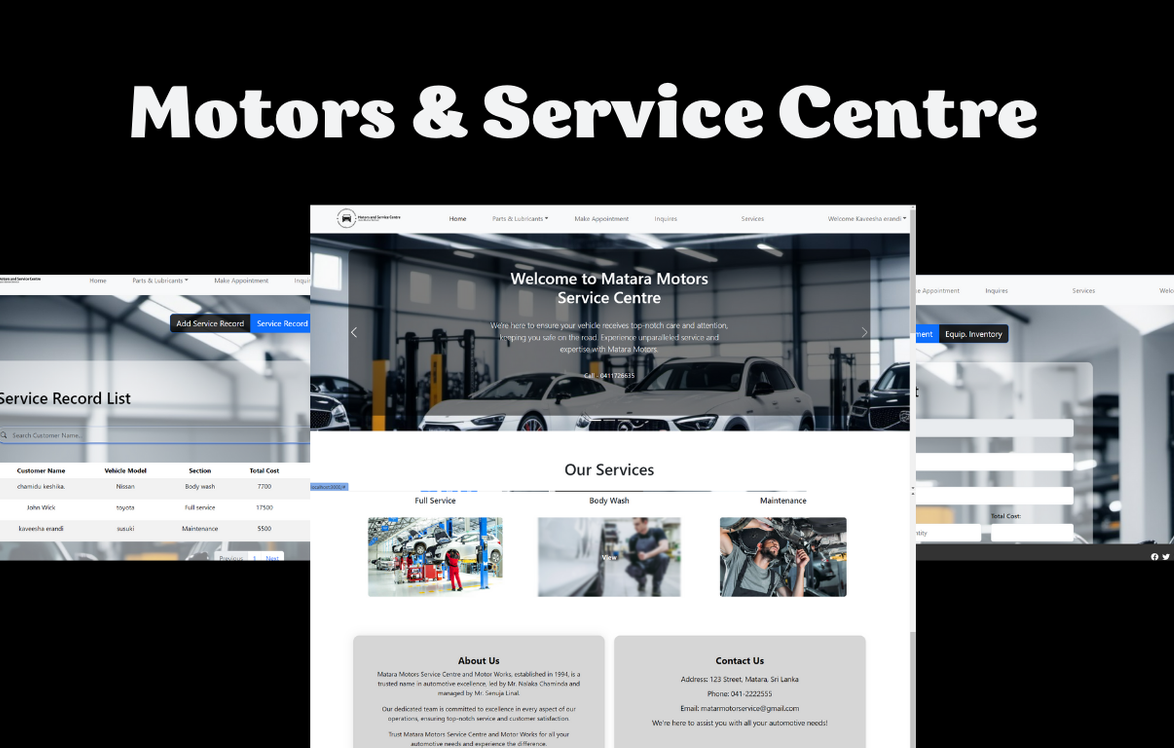 Motors & Service Centre
Motors and Service Centre
Home
Parts & Lubricants
Make Appointment
Inquires
Services
Welcome Kaveesha erandi
Welcome to Matara Motors
Service Centre
We're here to ensure your vehicle receives top-notch care and attention,
keeping you safe on the road. Experience unparalleled service and
expertise with Matara Motors.
Call - 0411726635
Our Services
Full Service
Body Wash
Maintenance
View
About Us
Matara Motors Service Centre and Motor Works, established in 1994, is a
trusted name in automotive excellence, led by Mr. Nalaka Chaminda and
managed by Mr. Senuja Linal.
Our dedicated team is committed to excellence in every aspect of our
operations, ensuring top-notch service and customer satisfaction.
Trust Matara Motors Service Centre and Motor Works for all your
automotive needs and experience the difference.
Contact Us
Address: 123 Street, Matara, Sri Lanka
Phone: 041-2222555
Email: matarmotorservice@gmail.com
We're here to assist you with all your automotive needs!
Motors and Service Centre
Home
Parts & Lubricants
Make Appointment
Inqui
Add Service Record
Service Record
Service Record List
Search Customer Name...
Customer Name Vehicle Model Section Total Cost
chamidu keshika. Nissan Body wash 7700
John Wick toyota Full service 17500
kaveesha erandi susuki Maintenance 5500
Previous 1 Next
ke Appointment
Inquires
Services
Welco
ment
Equip. Inventory
t
Total Cost:
ntity